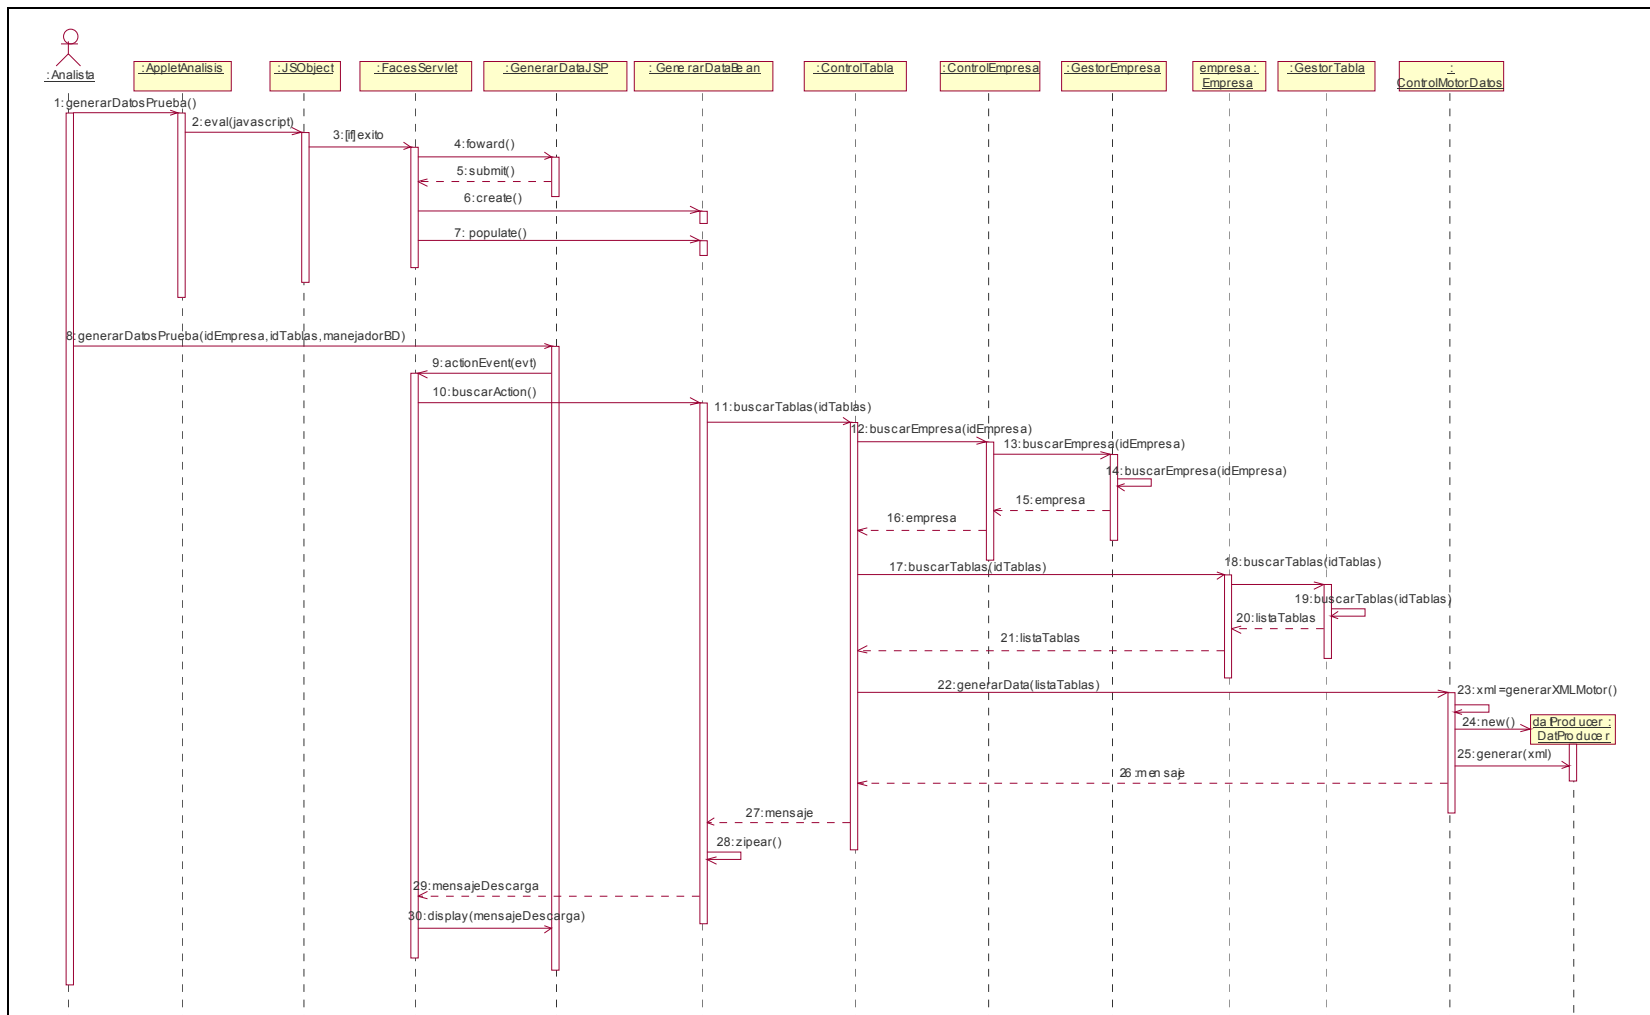 : Analista
: AppletAnalisis
: JSObject
: FacesServlet
: GenerarDataJSP
: GenerarDataBean
: ControlTabla
: ControlEmpresa
: GestorEmpresa
empresa :
Empresa
: GestorTabla
:
ControlMotorDatos
1: generarDatosPrueba()
2: eval(javascript)
3: [if] exito
4: foward()
5: submit()
6: create()
7: populate()
8: generarDatosPrueba(idEmpresa, idTablas, manejadorBD)
9: actionEvent(evt)
10: buscarAction()
11: buscarTablas(idTablas)
12: buscarEmpresa(idEmpresa)
13: buscarEmpresa(idEmpresa)
14: buscarEmpresa(idEmpresa)
15: empresa
16: empresa
17: buscarTablas(idTablas)
18: buscarTablas(idTablas)
19: buscarTablas(idTablas)
20: listaTablas
21: listaTablas
22: generarData(listaTablas)
23: xml=generarXMLMotor()
24: new()
datProducer :
DatProducer
25: generar(xml)
26: mensaje
27: mensaje
28: zipear()
29: mensajeDescarga
30: display(mensajeDescarga)